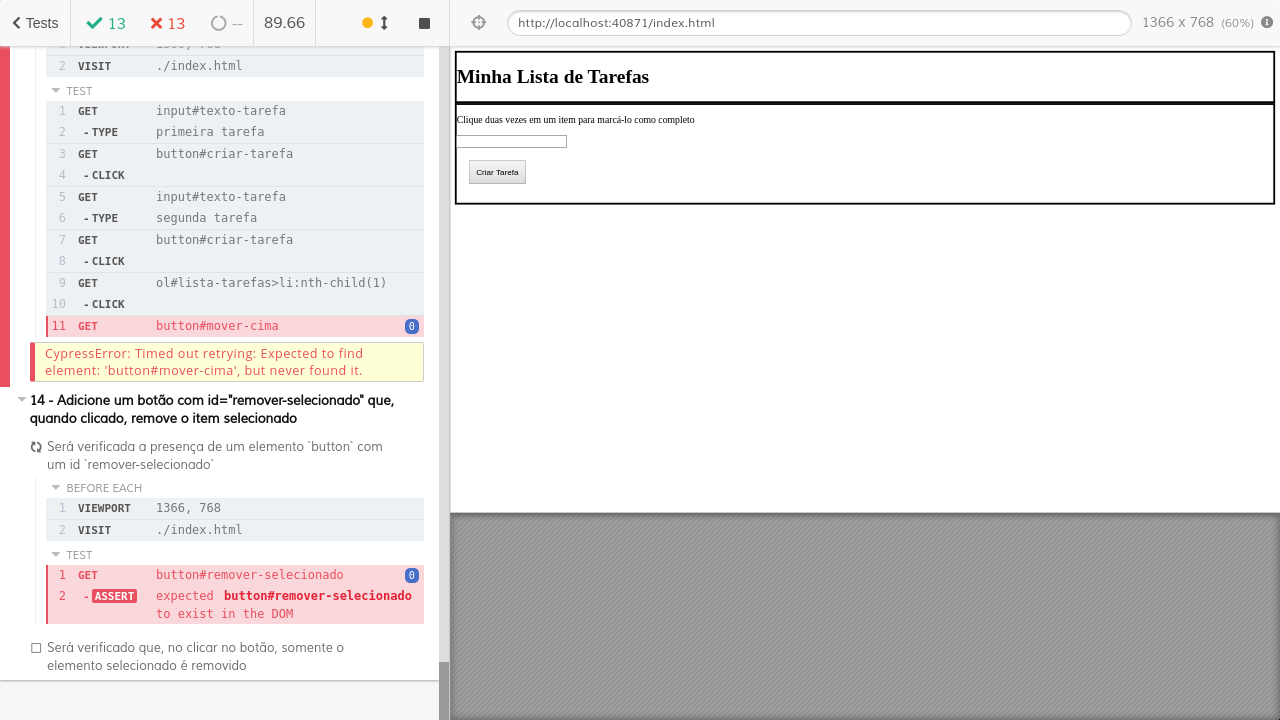 Tests
13
13
--
89.66
http://localhost:40871/index.html
1366 x 768 (60%)
1 VIEWPORT 1366, 768
2 VISIT ./index.html
TEST
1 GET input#texto-tarefa
2 -TYPE primeira tarefa
3 GET button#criar-tarefa
4 -CLICK
5 GET input#texto-tarefa
6 -TYPE segunda tarefa
7 GET button#criar-tarefa
8 -CLICK
9 GET ol#lista-tarefas>li:nth-child(1)
10 -CLICK
11 GET button#mover-cima 0
CypressError: Timed out retrying: Expected to find
element: 'button#mover-cima', but never found it.
14 - Adicione um botão com id="remover-selecionado" que,
quando clicado, remove o item selecionado
Será verificada a presença de um elemento `button` com
um id `remover-selecionado`
BEFORE EACH
1 VIEWPORT 1366, 768
2 VISIT ./index.html
TEST
1 GET button#remover-selecionado 0
2 -ASSERT expected button#remover-selecionado
to exist in the DOM
Será verificado que, no clicar no botão, somente o
elemento selecionado é removido
Minha Lista de Tarefas
Clique duas vezes em um item para marcá-lo como completo
Criar Tarefa